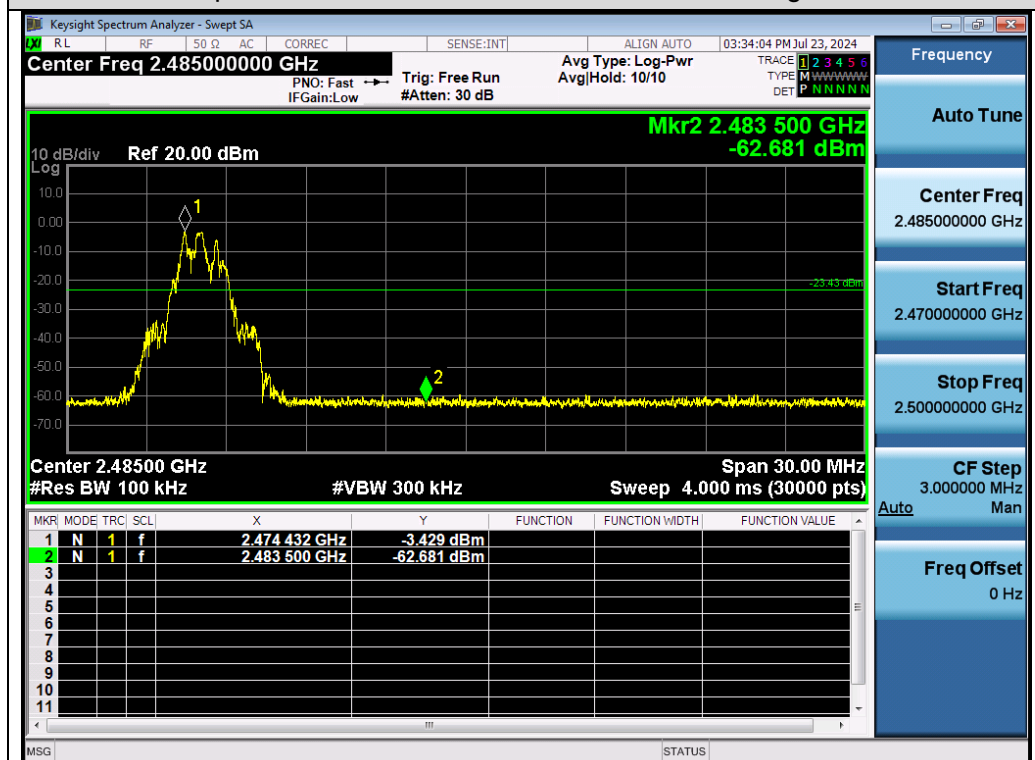 Keysight Spectrum Analyzer - Swept SA
LXI RL RF 50 Ω AC CORREC SENSE:INT ALIGN AUTO 03:34:04 PM Jul 23, 2024
Center Freq 2.485000000 GHz
PNO: Fast
IFGain:Low
Trig: Free Run
#Atten: 30 dB
Avg Type: Log-Pwr
Avg|Hold: 10/10
TRACE 1 2 3 4 5 6
TYPE M WWWWW
DET P N N N N N
Mkr2 2.483 500 GHz
-62.681 dBm
10 dB/div Ref 20.00 dBm
Log
10.0
0.00
-10.0
-20.0
-30.0
-40.0
-50.0
-60.0
-70.0
1
-23.43 dBm
2
Center 2.48500 GHz Span 30.00 MHz
#Res BW 100 kHz #VBW 300 kHz Sweep 4.000 ms (30000 pts)
MKR MODE TRC SCL X Y FUNCTION FUNCTION WIDTH FUNCTION VALUE
1 N 1 f 2.474 432 GHz -3.429 dBm
2 N 1 f 2.483 500 GHz -62.681 dBm
3
4
5
6
7
8
9
10
11
MSG STATUS
Frequency
Auto Tune
Center Freq
2.485000000 GHz
Start Freq
2.470000000 GHz
Stop Freq
2.500000000 GHz
CF Step
3.000000 MHz
Auto Man
Freq Offset
0 Hz